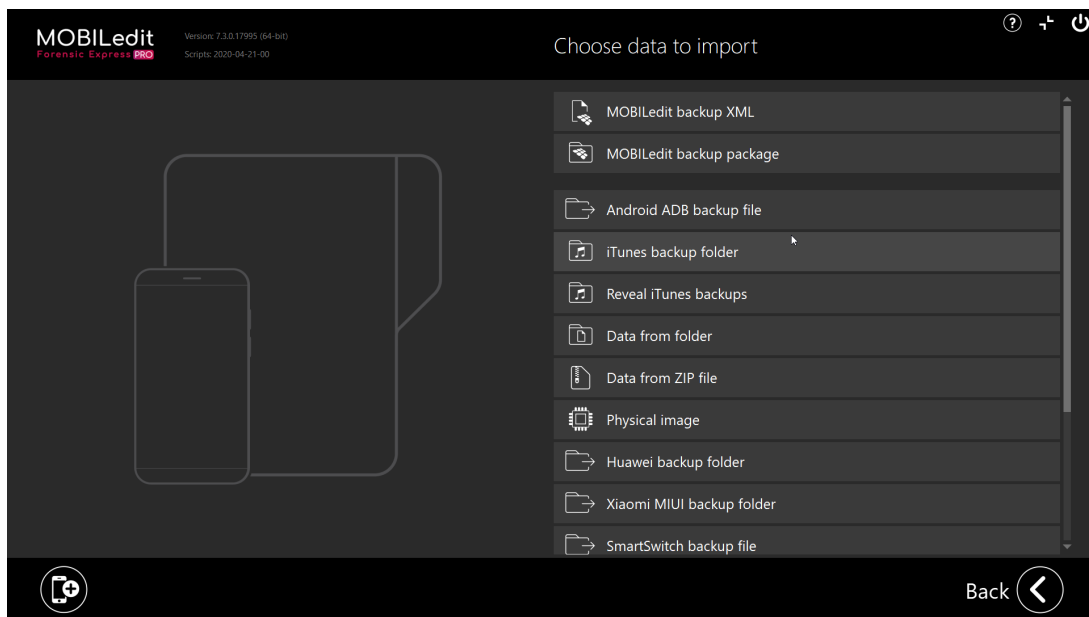 MOBILedit
Forensic Express PRO
Version: 7.3.0.17995 (64-bit)
Scripts: 2020-04-21-00
Choose data to import
?
MOBILedit backup XML
MOBILedit backup package
Android ADB backup file
iTunes backup folder
Reveal iTunes backups
Data from folder
Data from ZIP file
Physical image
Huawei backup folder
Xiaomi MIUI backup folder
SmartSwitch backup file
Back